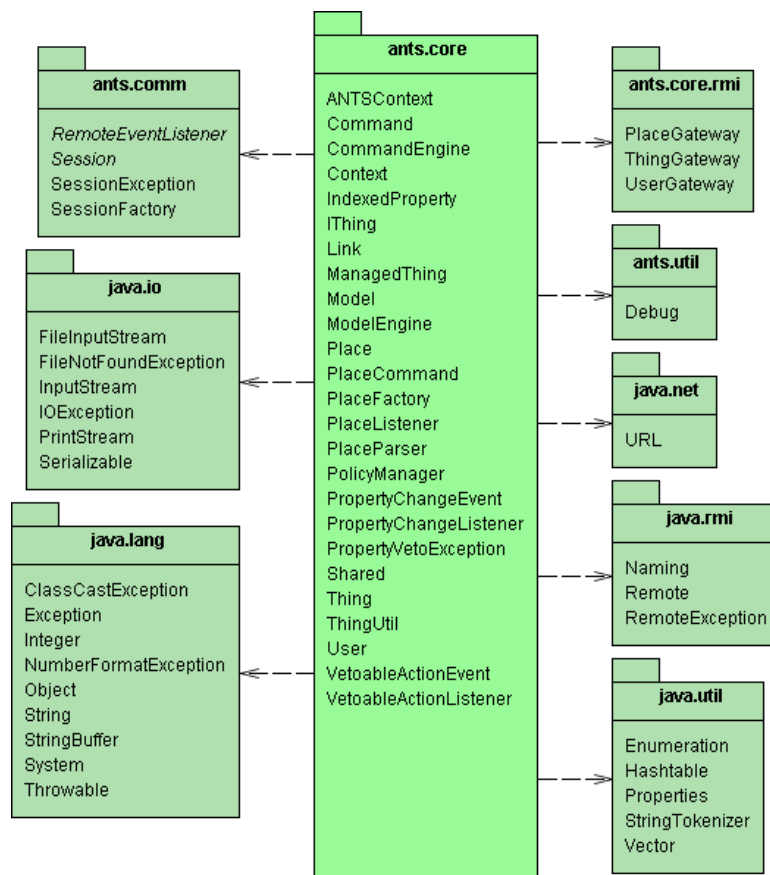 ants.comm
RemoteEventListener
Session
SessionException
SessionFactory
java.io
FileInputStream
FileNotFoundException
InputStream
IOException
PrintStream
Serializable
java.lang
ClassCastException
Exception
Integer
NumberFormatException
Object
String
StringBuffer
System
Throwable
ants.core
ANTSContext
Command
CommandEngine
Context
IndexedProperty
IThing
Link
ManagedThing
Model
ModelEngine
Place
PlaceCommand
PlaceFactory
PlaceListener
PlaceParser
PolicyManager
PropertyChangeEvent
PropertyChangeListener
PropertyVetoException
Shared
Thing
ThingUtil
User
VetoableActionEvent
VetoableActionListener
ants.core.rmi
PlaceGateway
ThingGateway
UserGateway
ants.util
Debug
java.net
URL
java.rmi
Naming
Remote
RemoteException
java.util
Enumeration
Hashtable
Properties
StringTokenizer
Vector